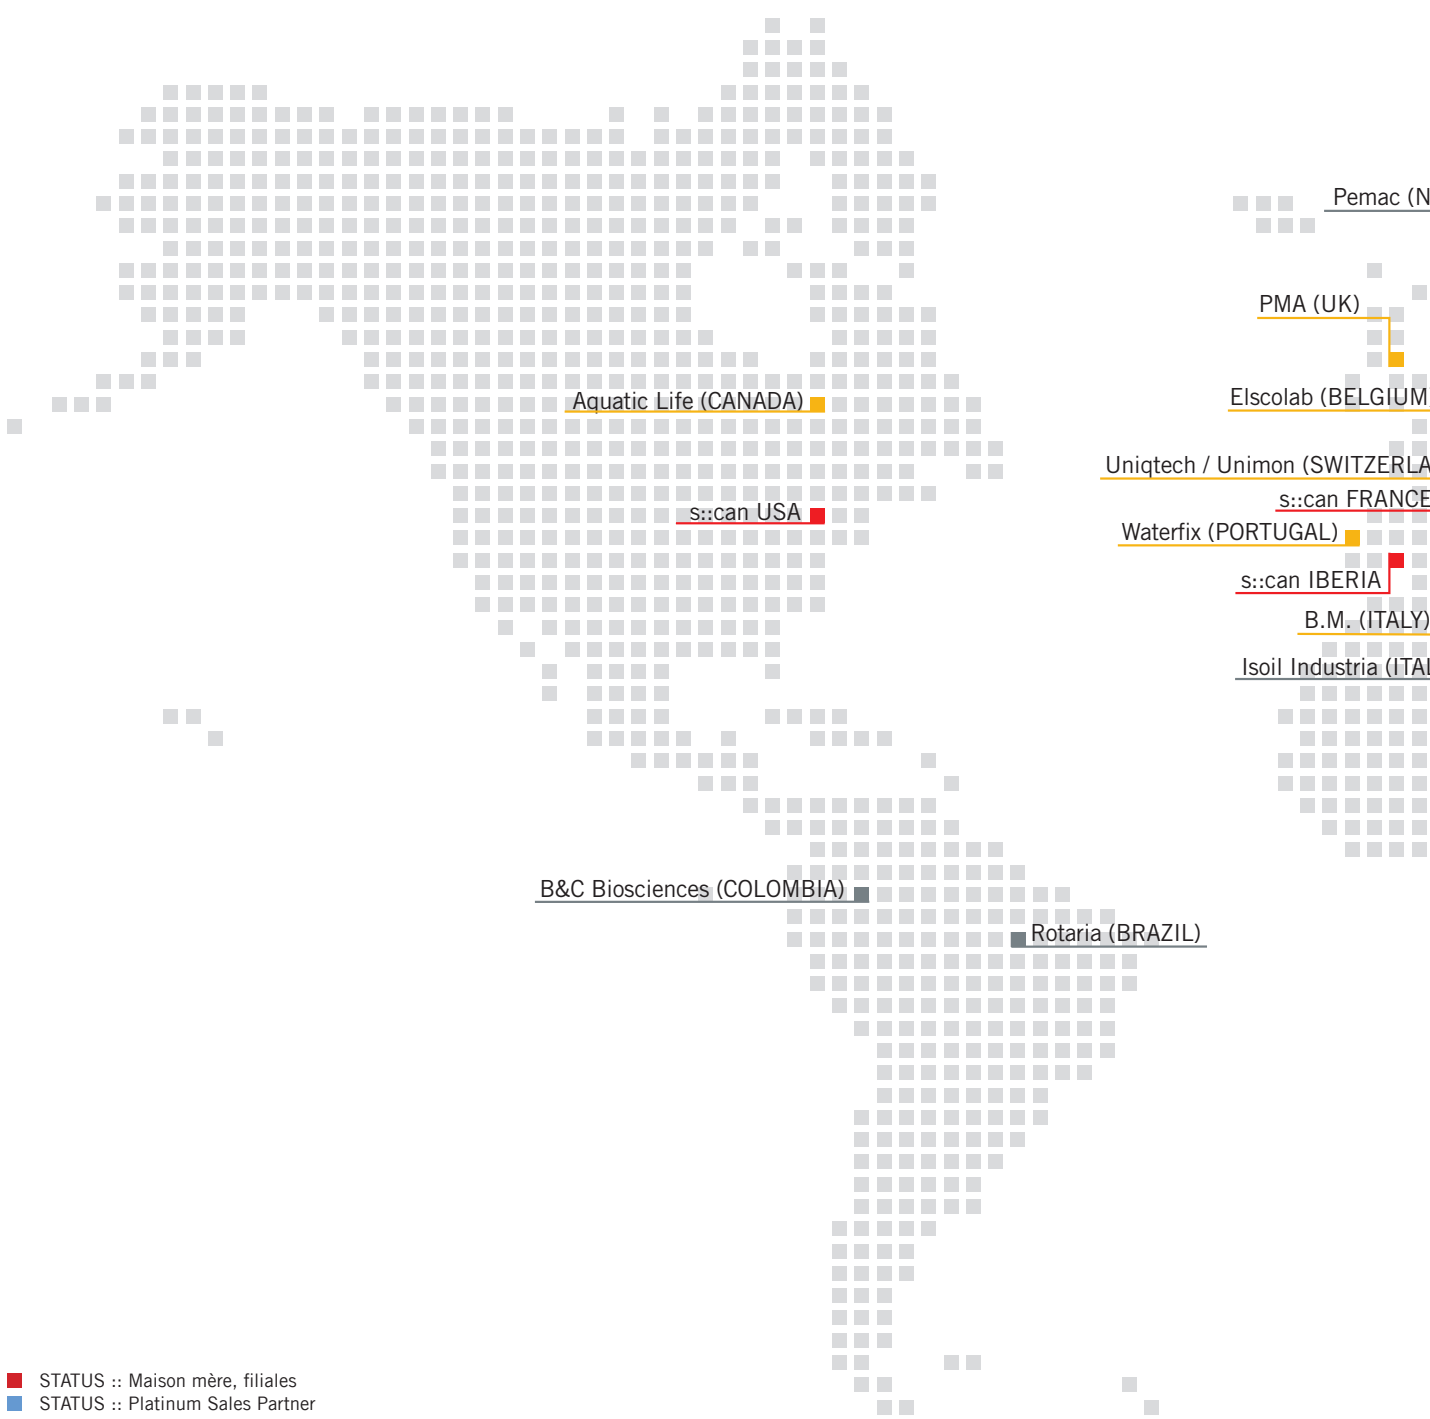 Pemac (N
PMA (UK)
Elscolab (BELGIUM
Aquatic Life (CANADA)
Uniqtech / Unimon (SWITZERLA
s::can FRANCE
s::can USA
Waterfix (PORTUGAL)
s::can IBERIA
B.M. (ITALY)
Isoil Industria (ITAL
B&C Biosciences (COLOMBIA)
Rotaria (BRAZIL)
STATUS :: Maison mère, filiales
STATUS :: Platinum Sales Partner